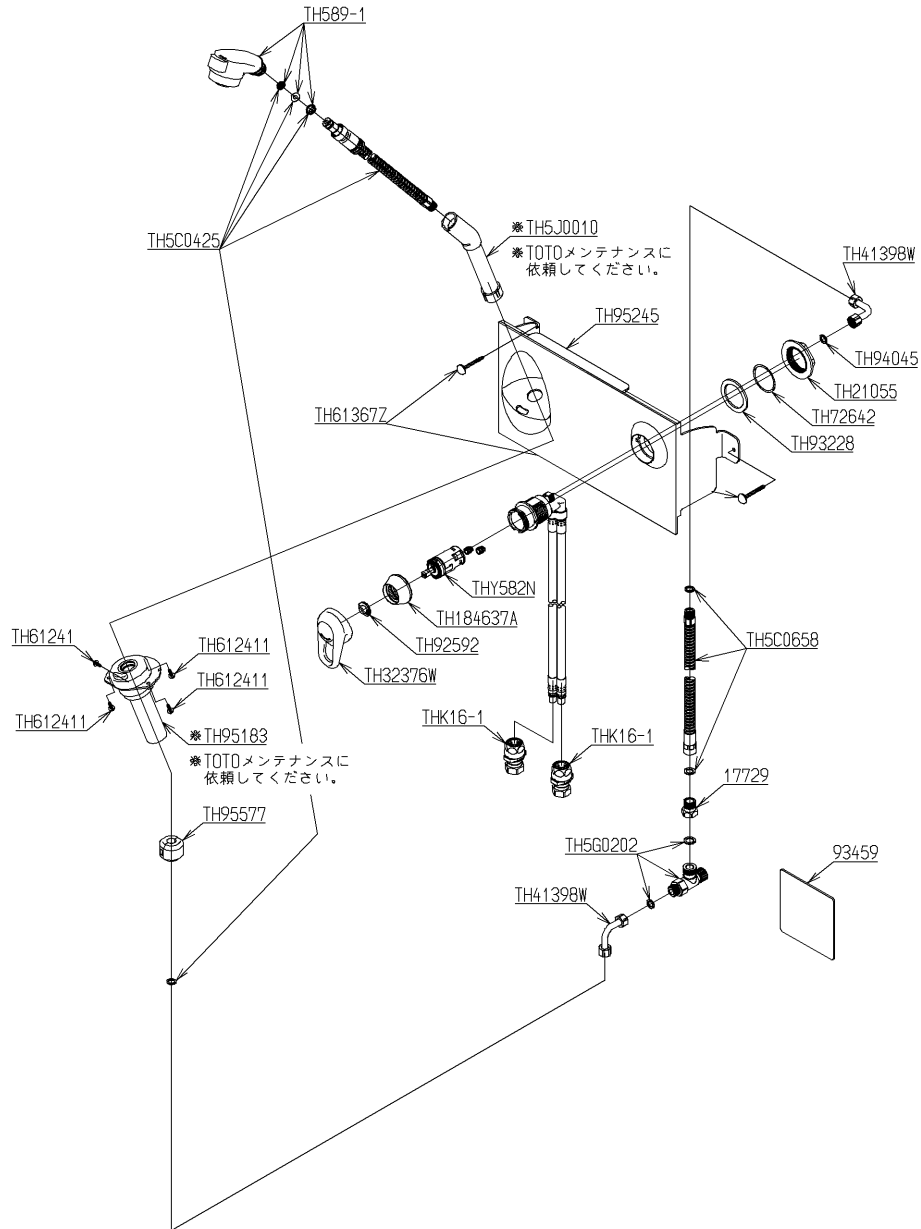 TH589-1
TH5C0425
※TH5J0010
※TOTOメンテナンスに
依頼してください。
TH41398W
TH95245
TH94045
TH21055
TH72642
TH93228
TH613677
THY582N
TH184637A
TH92592
TH32376W
TH61241
TH612411
TH612411
TH612411
※TH95183
※TOTOメンテナンスに
依頼してください。
TH5C0658
THK16-1
THK16-1
17729
TH95577
TH5G0202
93459
TH41398W